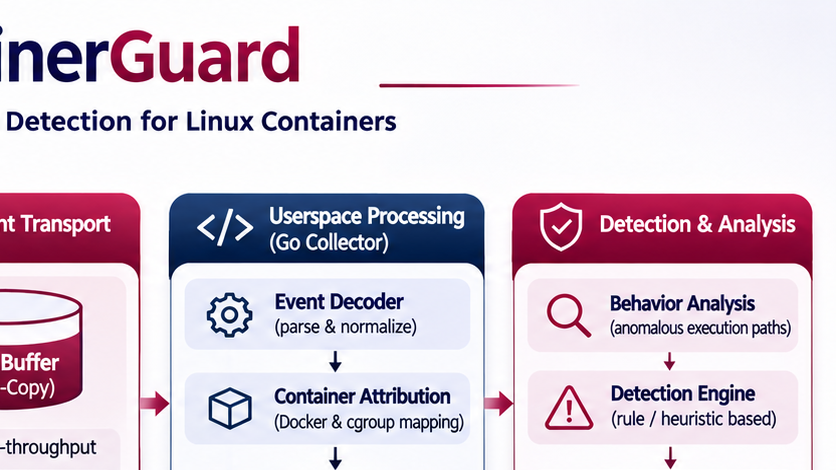 inerGuard
Detection for Linux Containers
nt Transport
Userspace Processing
(Go Collector)
Detection & Analysis
Buffer
-Copy)
-throughput
Event Decoder
(parse & normalize)
Container Attribution
(Docker & cgroup mapping)
Behavior Analysis
(anomalous execution paths)
Detection Engine
(rule / heuristic based)